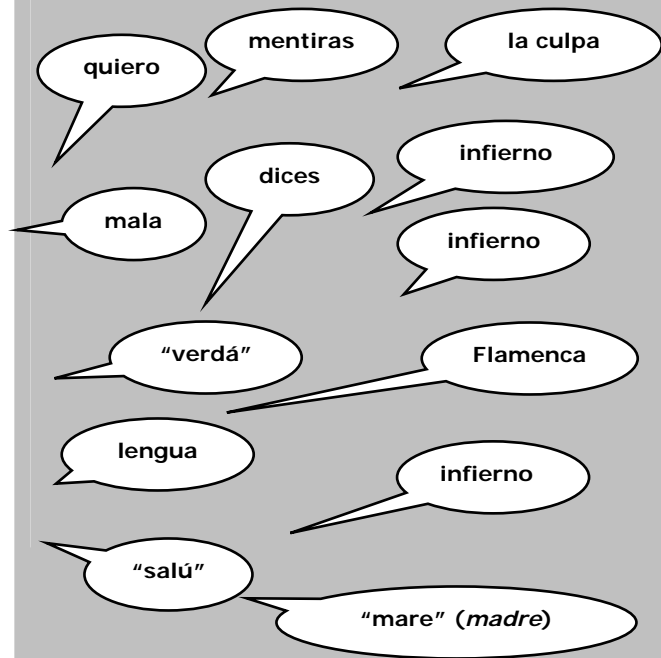 mentiras
la culpa
quiero
infierno
dices
mala
infierno
“verdá”
Flamenca
lengua
infierno
“salú”
“mare” (madre)